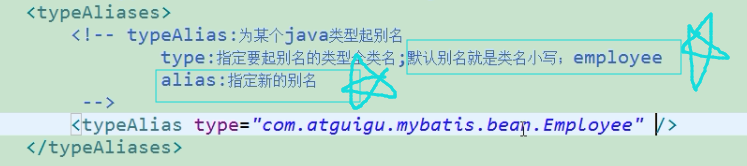 <typeAliases>
<!-- typeAlias:为某个java类型起别名
type:指定要起别名的类型全类名;默认别名就是类名小写；employee
alias:指定新的别名
-->
<typeAlias type="com.atguigu.mybatis.bean.Employee" />
</typeAliases>